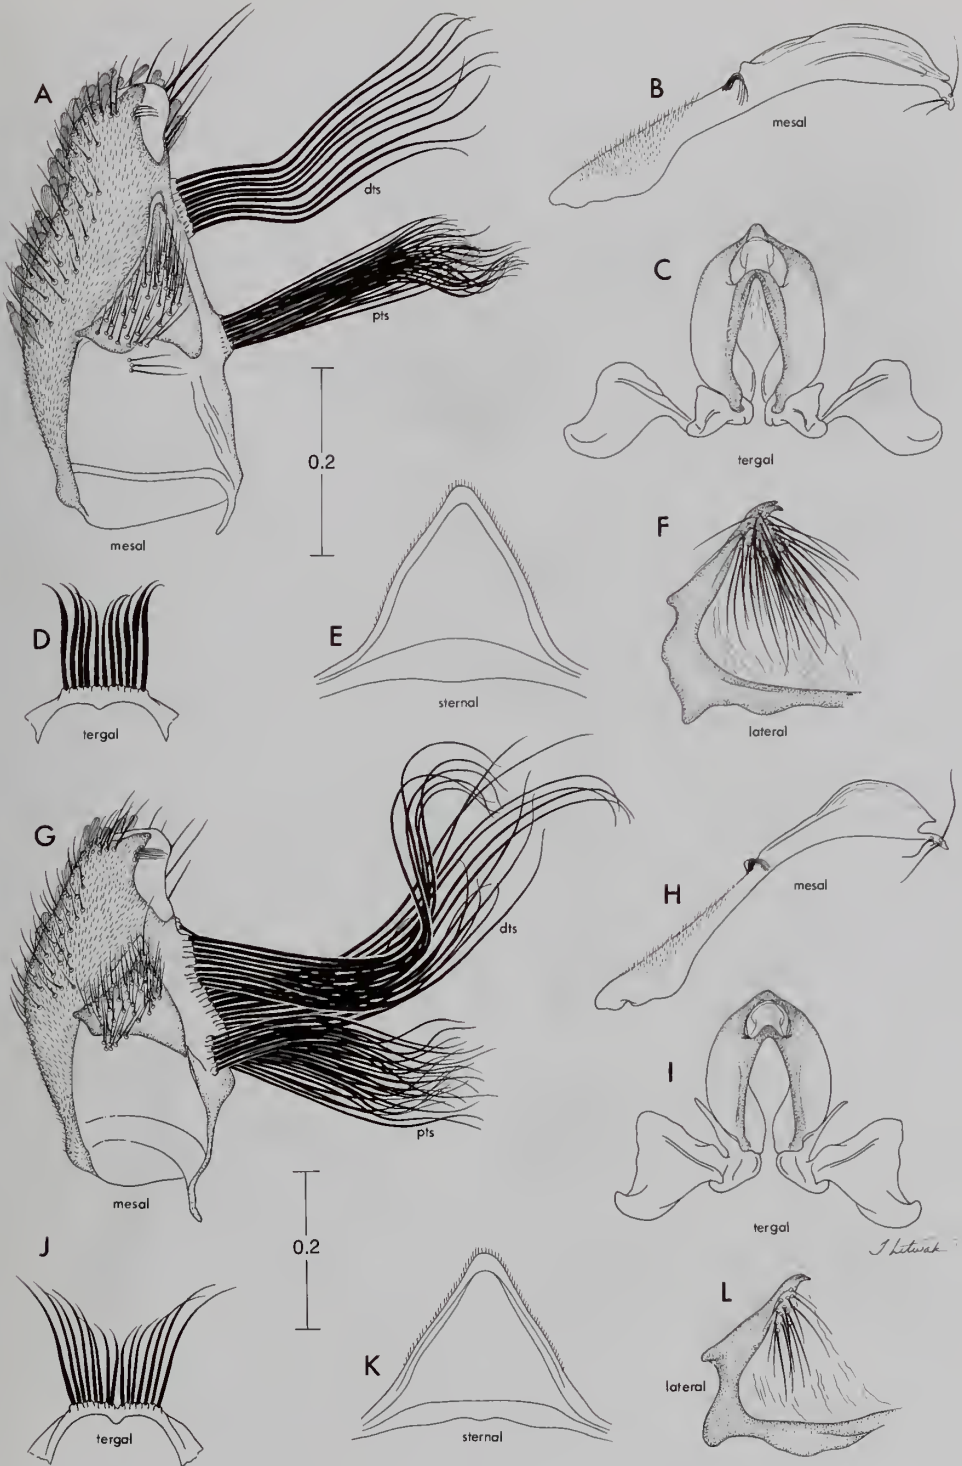 A
dts
pts
mesal
0.2
B
mesal
C
tergal
D
tergal
E
sternal
F
lateral
G
dts
pts
mesal
0.2
H
mesal
I
tergal
T Litwak
J
tergal
K
sternal
L
lateral